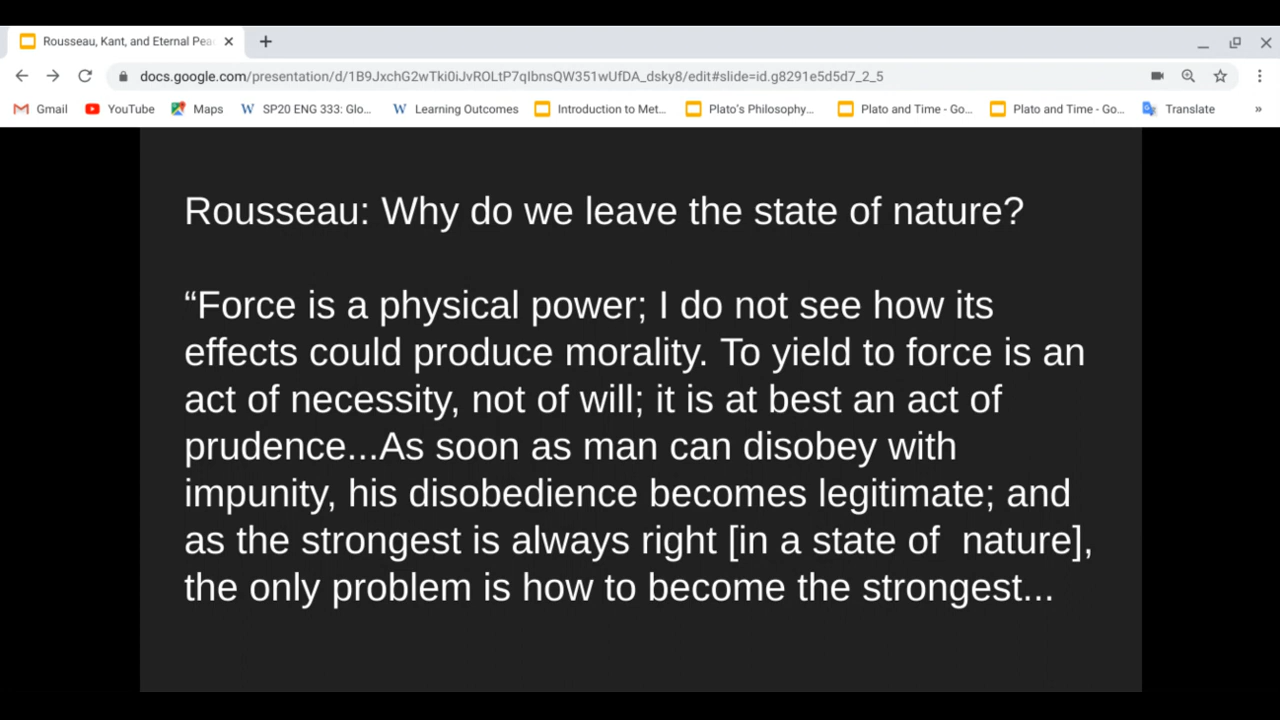 Rousseau, Kant, and Eternal Pea
docs.google.com/presentation/d/1B9JxchG2wTki0iJvROLtP7qIbnsQW351wUfDA_dsky8/edit#slide=id.g8291e5d5d7_2_5
Gmail YouTube Maps SP20 ENG 333: Glo... Learning Outcomes Introduction to Met... Plato's Philosophy... Plato and Time - Go... Plato and Time - Go... Translate »
Rousseau: Why do we leave the state of nature?
“Force is a physical power; I do not see how its
effects could produce morality. To yield to force is an
act of necessity, not of will; it is at best an act of
prudence...As soon as man can disobey with
impunity, his disobedience becomes legitimate; and
as the strongest is always right [in a state of nature],
the only problem is how to become the strongest...